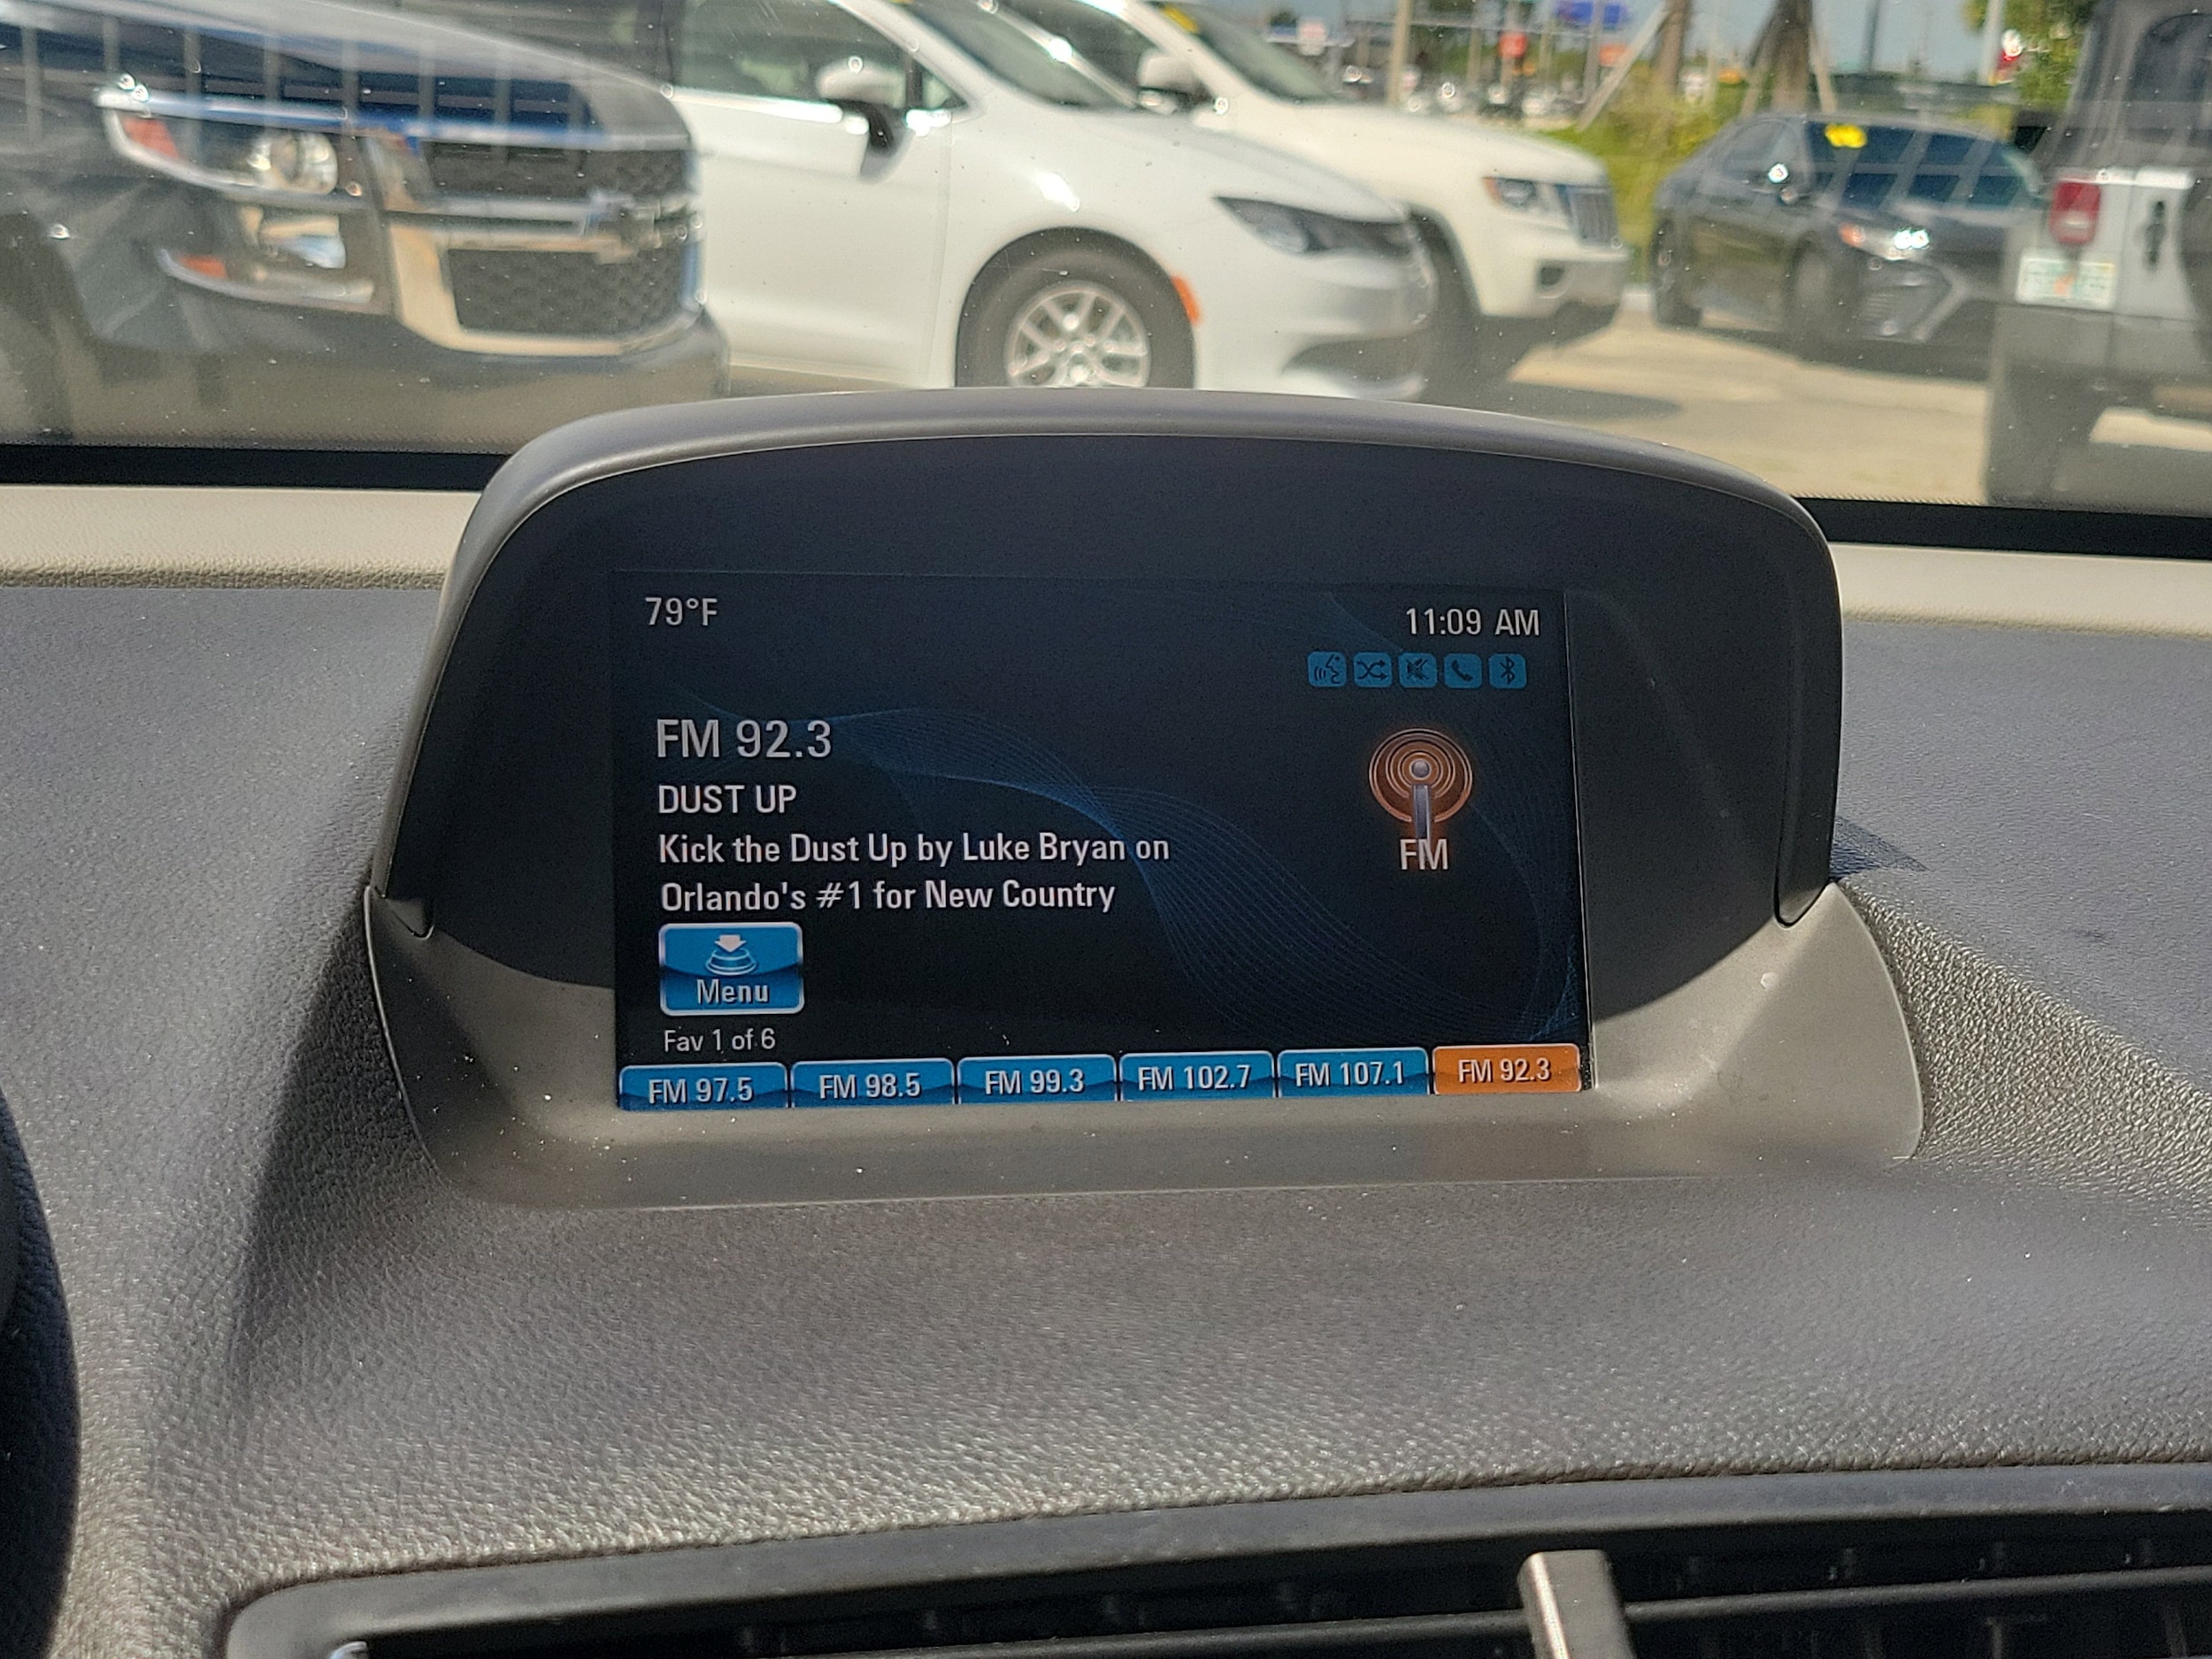 79°F
11:09 AM
FM 92.3
DUST UP
Kick the Dust Up by Luke Bryan on
Orlando's #1 for New Country
FM
Menu
Fav 1 of 6
FM 97.5
FM 98.5
FM 99.3
FM 102.7
FM 107.1
FM 92.3